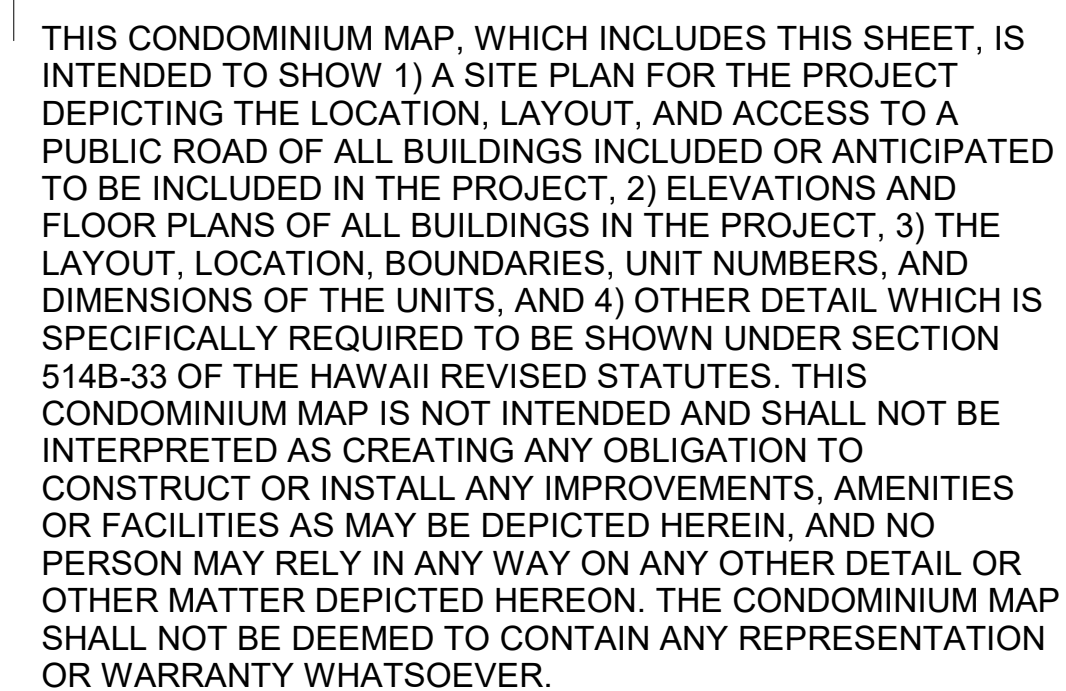 THIS CONDOMINIUM MAP, WHICH INCLUDES THIS SHEET, IS
INTENDED TO SHOW 1) A SITE PLAN FOR THE PROJECT
DEPICTING THE LOCATION, LAYOUT, AND ACCESS TO A
PUBLIC ROAD OF ALL BUILDINGS INCLUDED OR ANTICIPATED
TO BE INCLUDED IN THE PROJECT, 2) ELEVATIONS AND
FLOOR PLANS OF ALL BUILDINGS IN THE PROJECT, 3) THE
LAYOUT, LOCATION, BOUNDARIES, UNIT NUMBERS, AND
DIMENSIONS OF THE UNITS, AND 4) OTHER DETAIL WHICH IS
SPECIFICALLY REQUIRED TO BE SHOWN UNDER SECTION
514B-33 OF THE HAWAII REVISED STATUTES. THIS
CONDOMINIUM MAP IS NOT INTENDED AND SHALL NOT BE
INTERPRETED AS CREATING ANY OBLIGATION TO
CONSTRUCT OR INSTALL ANY IMPROVEMENTS, AMENITIES
OR FACILITIES AS MAY BE DEPICTED HEREIN, AND NO
PERSON MAY RELY IN ANY WAY ON ANY OTHER DETAIL OR
OTHER MATTER DEPICTED HEREON. THE CONDOMINIUM MAP
SHALL NOT BE DEEMED TO CONTAIN ANY REPRESENTATION
OR WARRANTY WHATSOEVER.